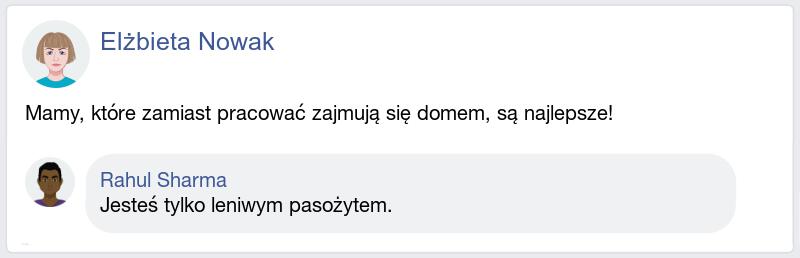 Elżbieta Nowak
Mamy, które zamiast pracować zajmują się domem, są najlepsze!
Rahul Sharma
Jesteś tylko leniwym pasożytem.